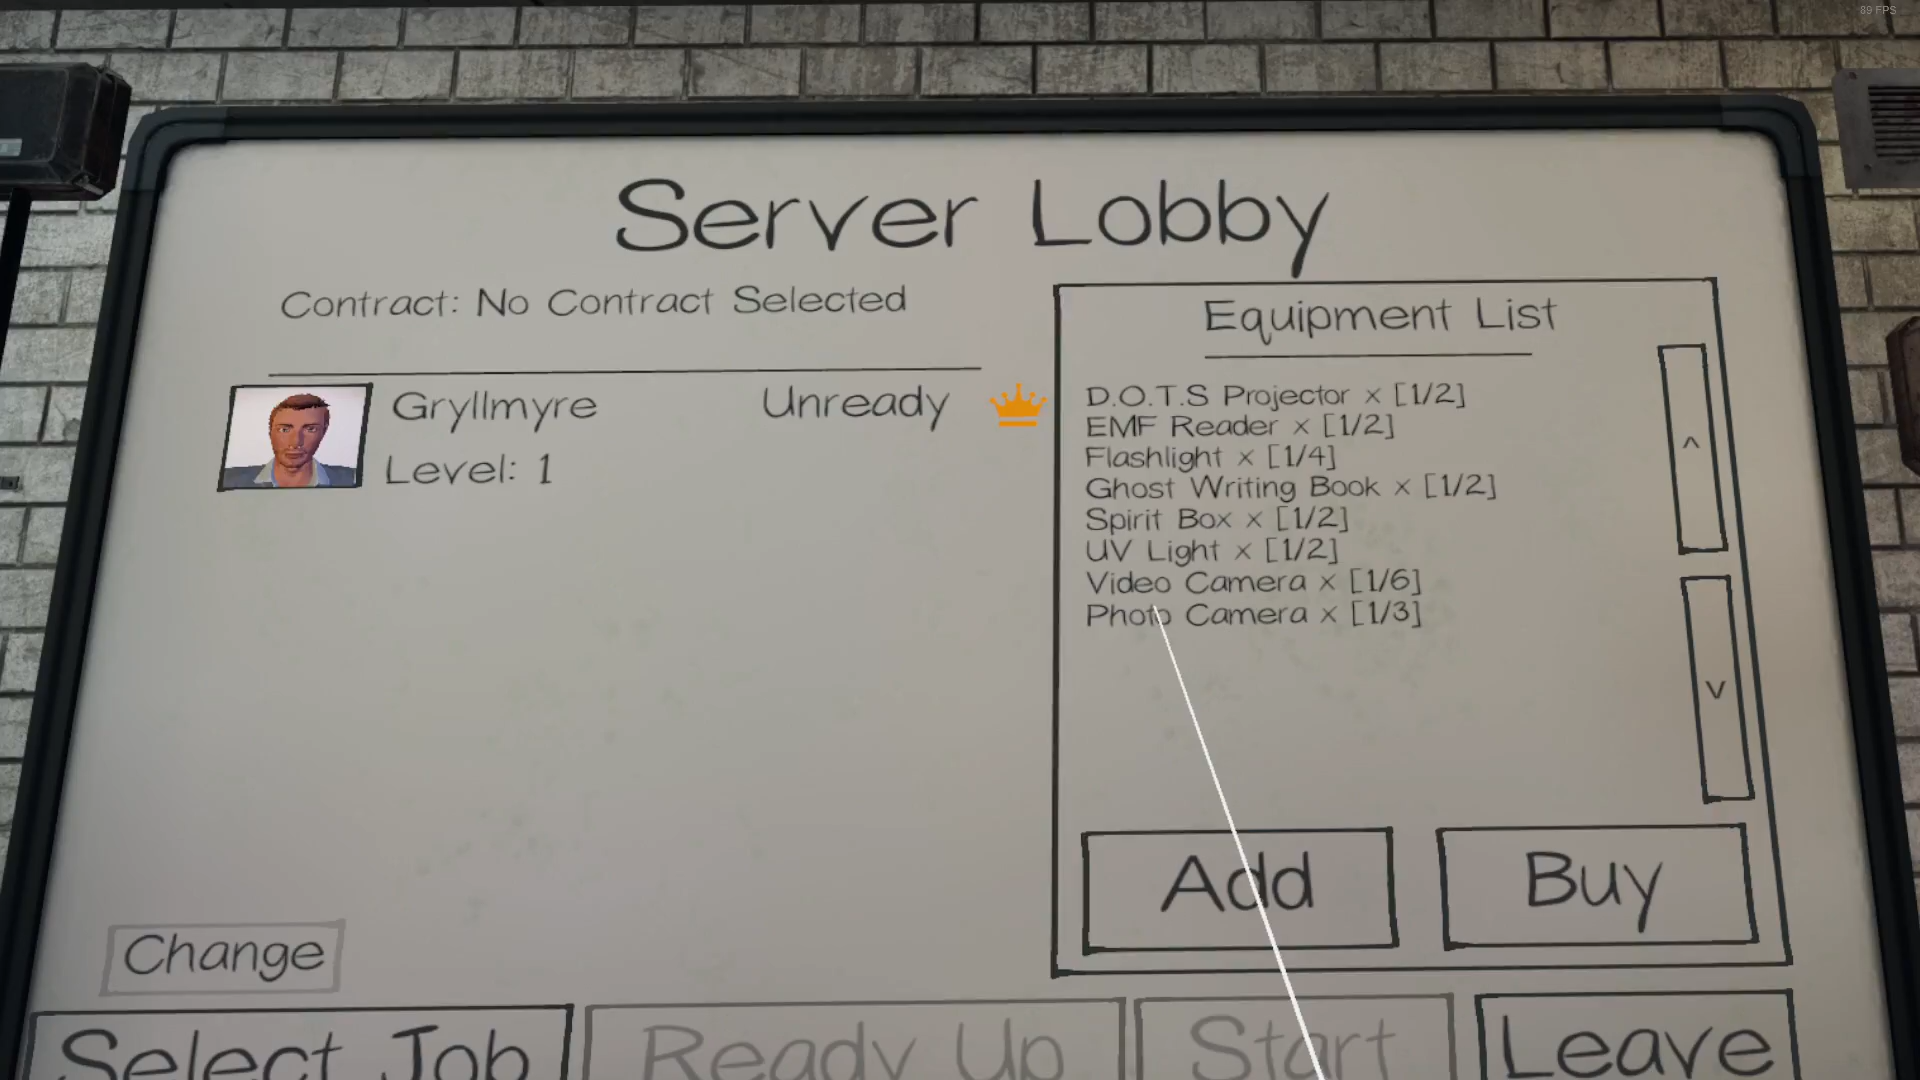 89 FPS
Server Lobby
Contract: No Contract Selected
Gryllmyre
Unready
Level: 1
Equipment List
D.O.T.S Projector x [1/2]
EMF Reader x [1/2]
Flashlight x [1/4]
Ghost Writing Book x [1/2]
Spirit Box x [1/2]
UV Light x [1/2]
Video Camera x [1/6]
Photo Camera x [1/3]
^
v
Add
Buy
Change
Select Job
Ready Up
Start
Leave